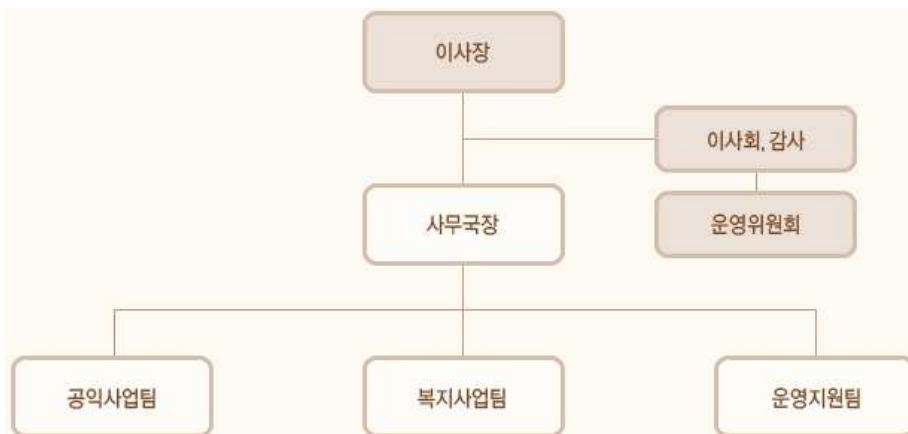 이사장
이사회, 감사
사무국장
운영위원회
공익사업팀
복지사업팀
운영지원팀